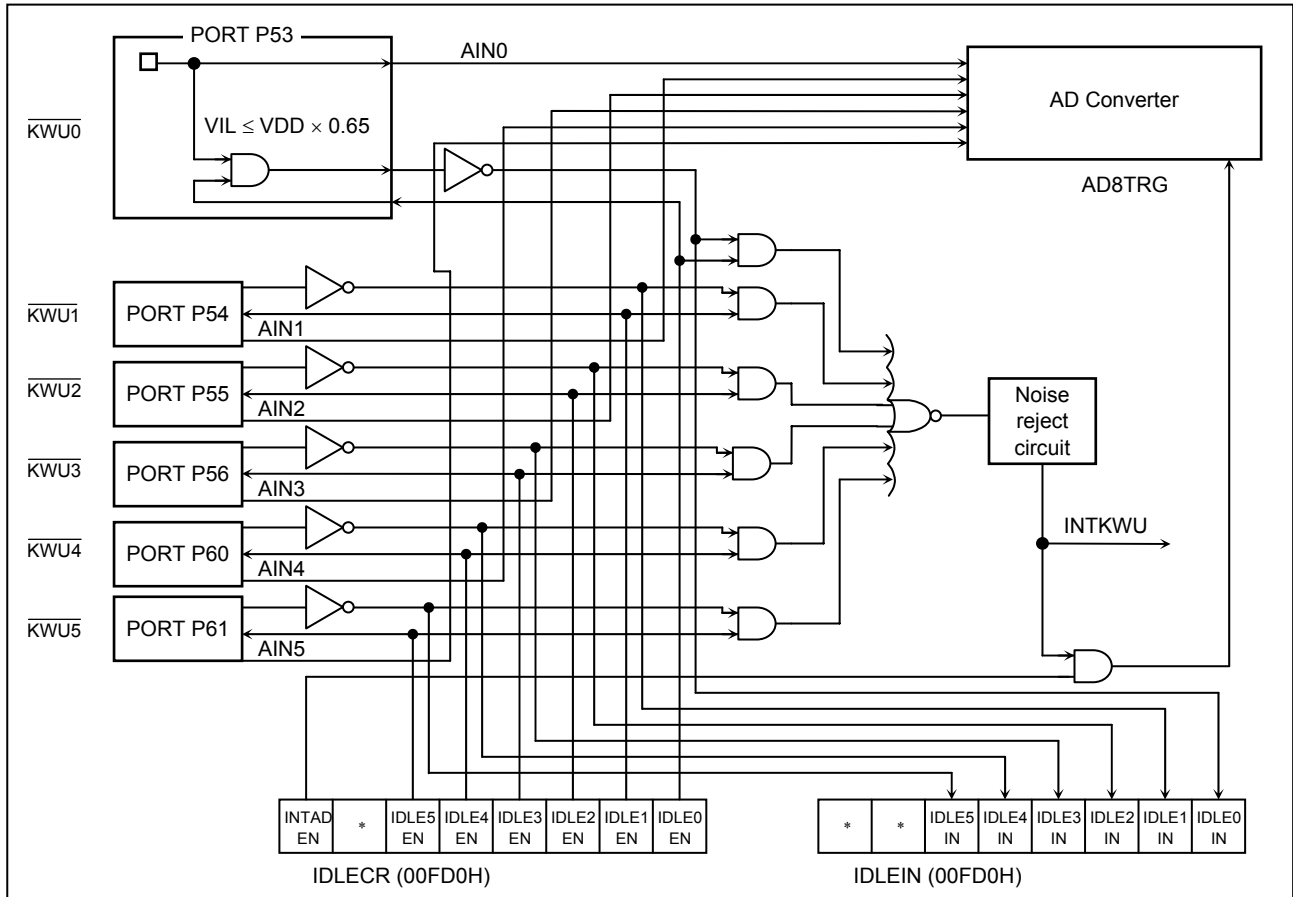 PORT P53
AIN0
AD Converter
KWU0
VIL ≤ VDD × 0.65
AD8TRG
KWU1
PORT P54
AIN1
KWU2
PORT P55
AIN2
Noise
reject
circuit
KWU3
PORT P56
AIN3
KWU4
PORT P60
AIN4
INTKWU
KWU5
PORT P61
AIN5
INTAD
EN
*
IDLE5
EN
IDLE4
EN
IDLE3
EN
IDLE2
EN
IDLE1
EN
IDLE0
EN
*
*
IDLE5
IN
IDLE4
IN
IDLE3
IN
IDLE2
IN
IDLE1
IN
IDLE0
IN
IDLECR (00FD0H)
IDLEIN (00FD0H)